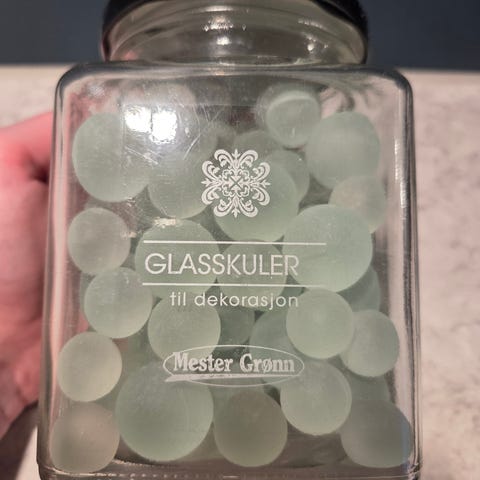 GLASSKULER
til dekorasjon
Mester Grønn